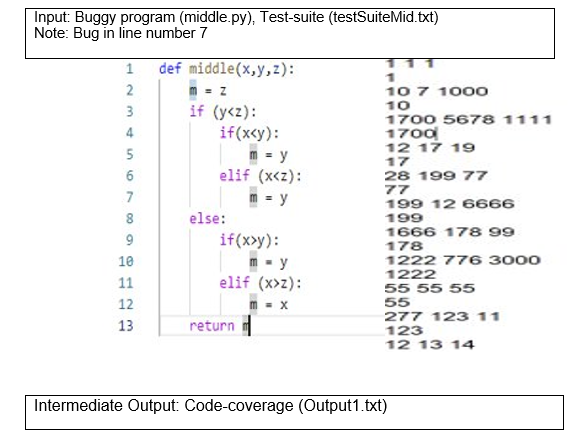 Input: Buggy program (middle.py), Test-suite (testSuiteMid.txt)
Note: Bug in line number 7
1 def middle(x,y,z):
2 m = z
3 if (y<z):
4 if(x<y):
5 m = y
6 elif (x<z):
7 m = y
8 else:
9 if(x>y):
10 m = y
11 elif (x>z):
12 m = x
13 return m
1 1 1
1
10 7 1000
10
1700 5678 1111
1700
12 17 19
17
28 199 77
77
199 12 6666
199
1666 178 99
178
1222 776 3000
1222
55 55 55
55
277 123 11
123
12 13 14
Intermediate Output: Code-coverage (Output1.txt)